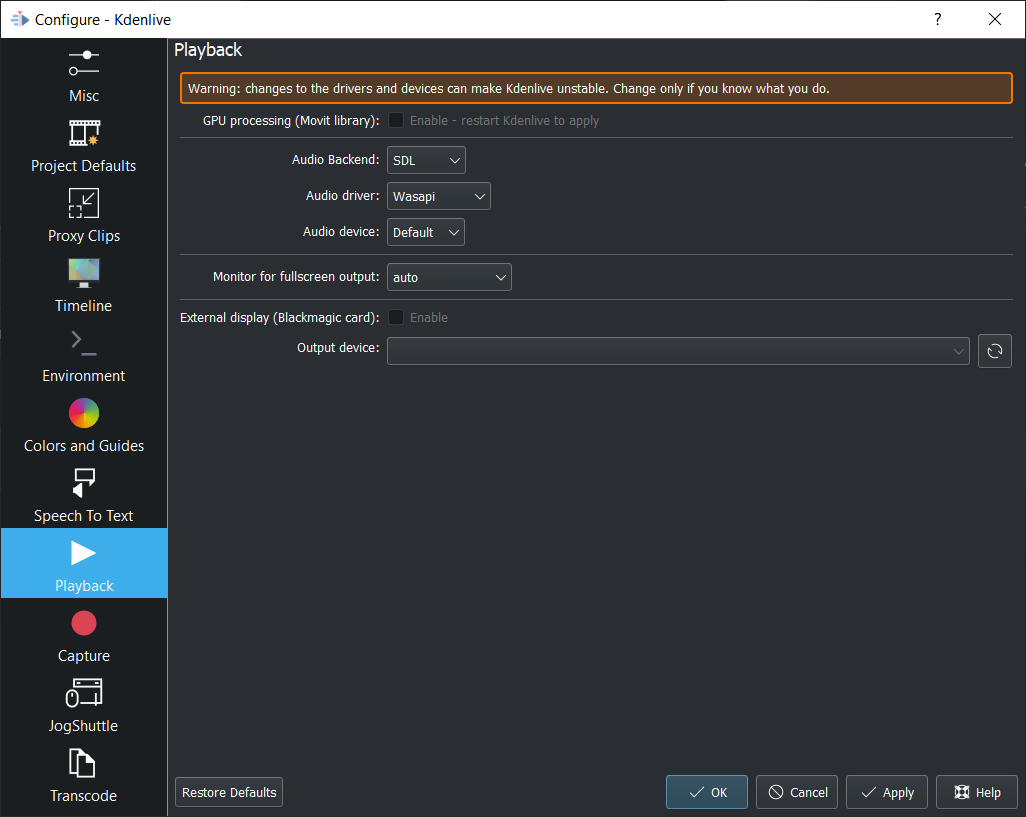 Configure - Kdenlive
?
Misc
Project Defaults
Proxy Clips
Timeline
Environment
Colors and Guides
Speech To Text
Playback
Capture
JogShuttle
Transcode
Playback
Warning: changes to the drivers and devices can make Kdenlive unstable. Change only if you know what you do.
GPU processing (Movit library): Enable - restart Kdenlive to apply
Audio Backend: SDL
Audio driver: Wasapi
Audio device: Default
Monitor for fullscreen output: auto
External display (Blackmagic card): Enable
Output device:
Restore Defaults OK Cancel Apply Help